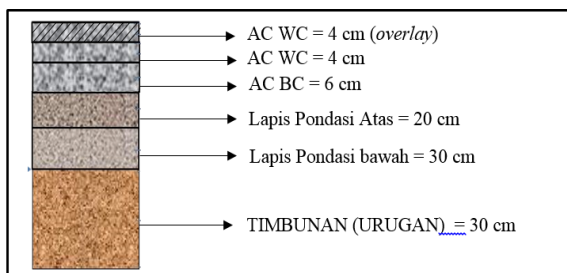 AC WC = 4 cm (overlay)
AC WC = 4 cm
AC BC = 6 cm
Lapis Pondasi Atas = 20 cm
Lapis Pondasi bawah = 30 cm
TIMBUNAN (URUGAN) = 30 cm